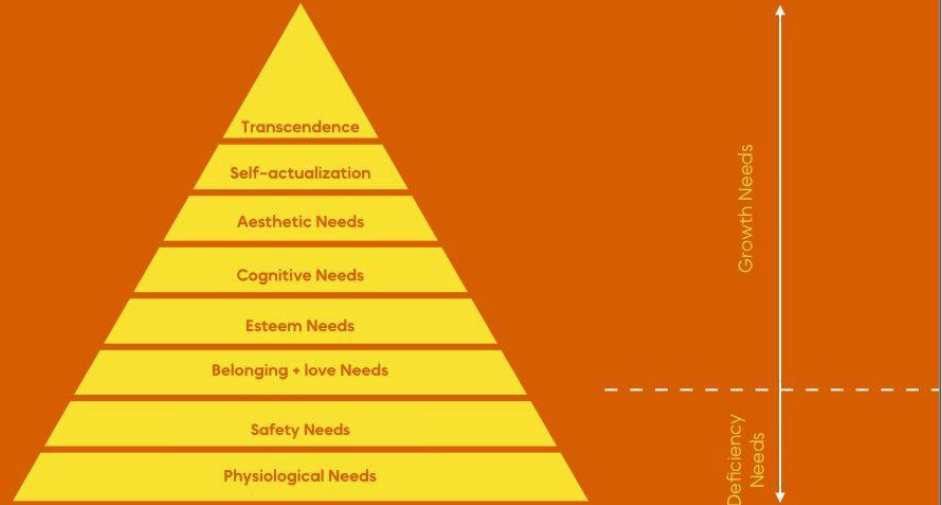 Transcendence
Self-actualization
Aesthetic Needs
Cognitive Needs
Esteem Needs
Belonging + love Needs
Safety Needs
Physiological Needs
Growth Needs
Deficiency
Needs